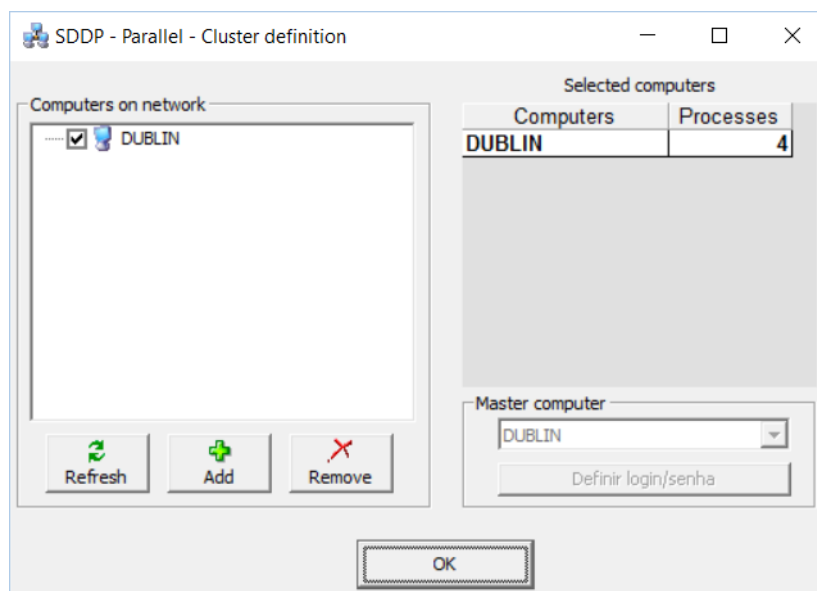 SDDP - Parallel - Cluster definition
Computers on network
DUBLIN
Refresh
Add
Remove
Selected computers
Computers Processes
DUBLIN 4
Master computer
DUBLIN
Definir login/senha
OK